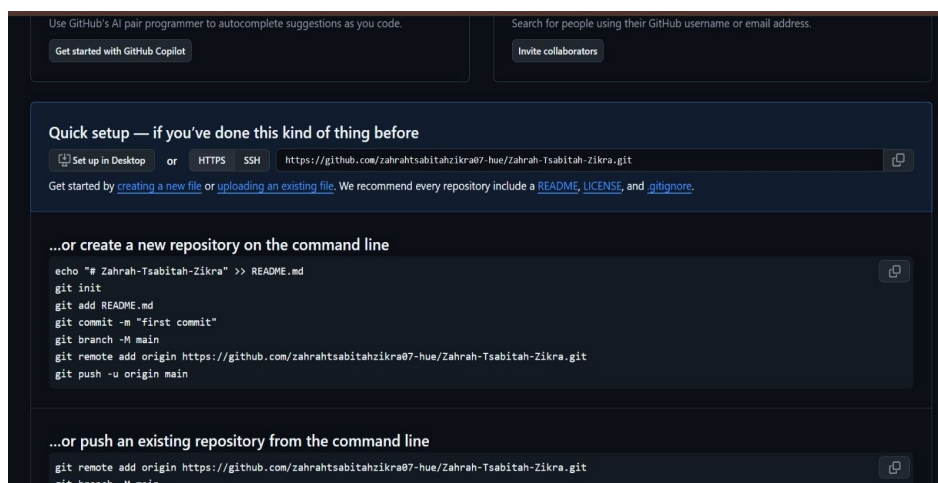 Use GitHub's AI pair programmer to autocomplete suggestions as you code.
Search for people using their GitHub username or email address.
Get started with GitHub Copilot
Invite collaborators
Quick setup — if you've done this kind of thing before
Set up in Desktop or HTTPS SSH https://github.com/zahrahtsabitahzikra07-hue/Zahrah-Tsabitah-Zikra.git
Get started by creating a new file or uploading an existing file. We recommend every repository include a README, LICENSE, and .gitignore.
...or create a new repository on the command line
echo "# Zahrah-Tsabitah-Zikra" >> README.md
git init
git add README.md
git commit -m "first commit"
git branch -M main
git remote add origin https://github.com/zahrahtsabitahzikra07-hue/Zahrah-Tsabitah-Zikra.git
git push -u origin main
...or push an existing repository from the command line
git remote add origin https://github.com/zahrahtsabitahzikra07-hue/Zahrah-Tsabitah-Zikra.git
git branch -M main